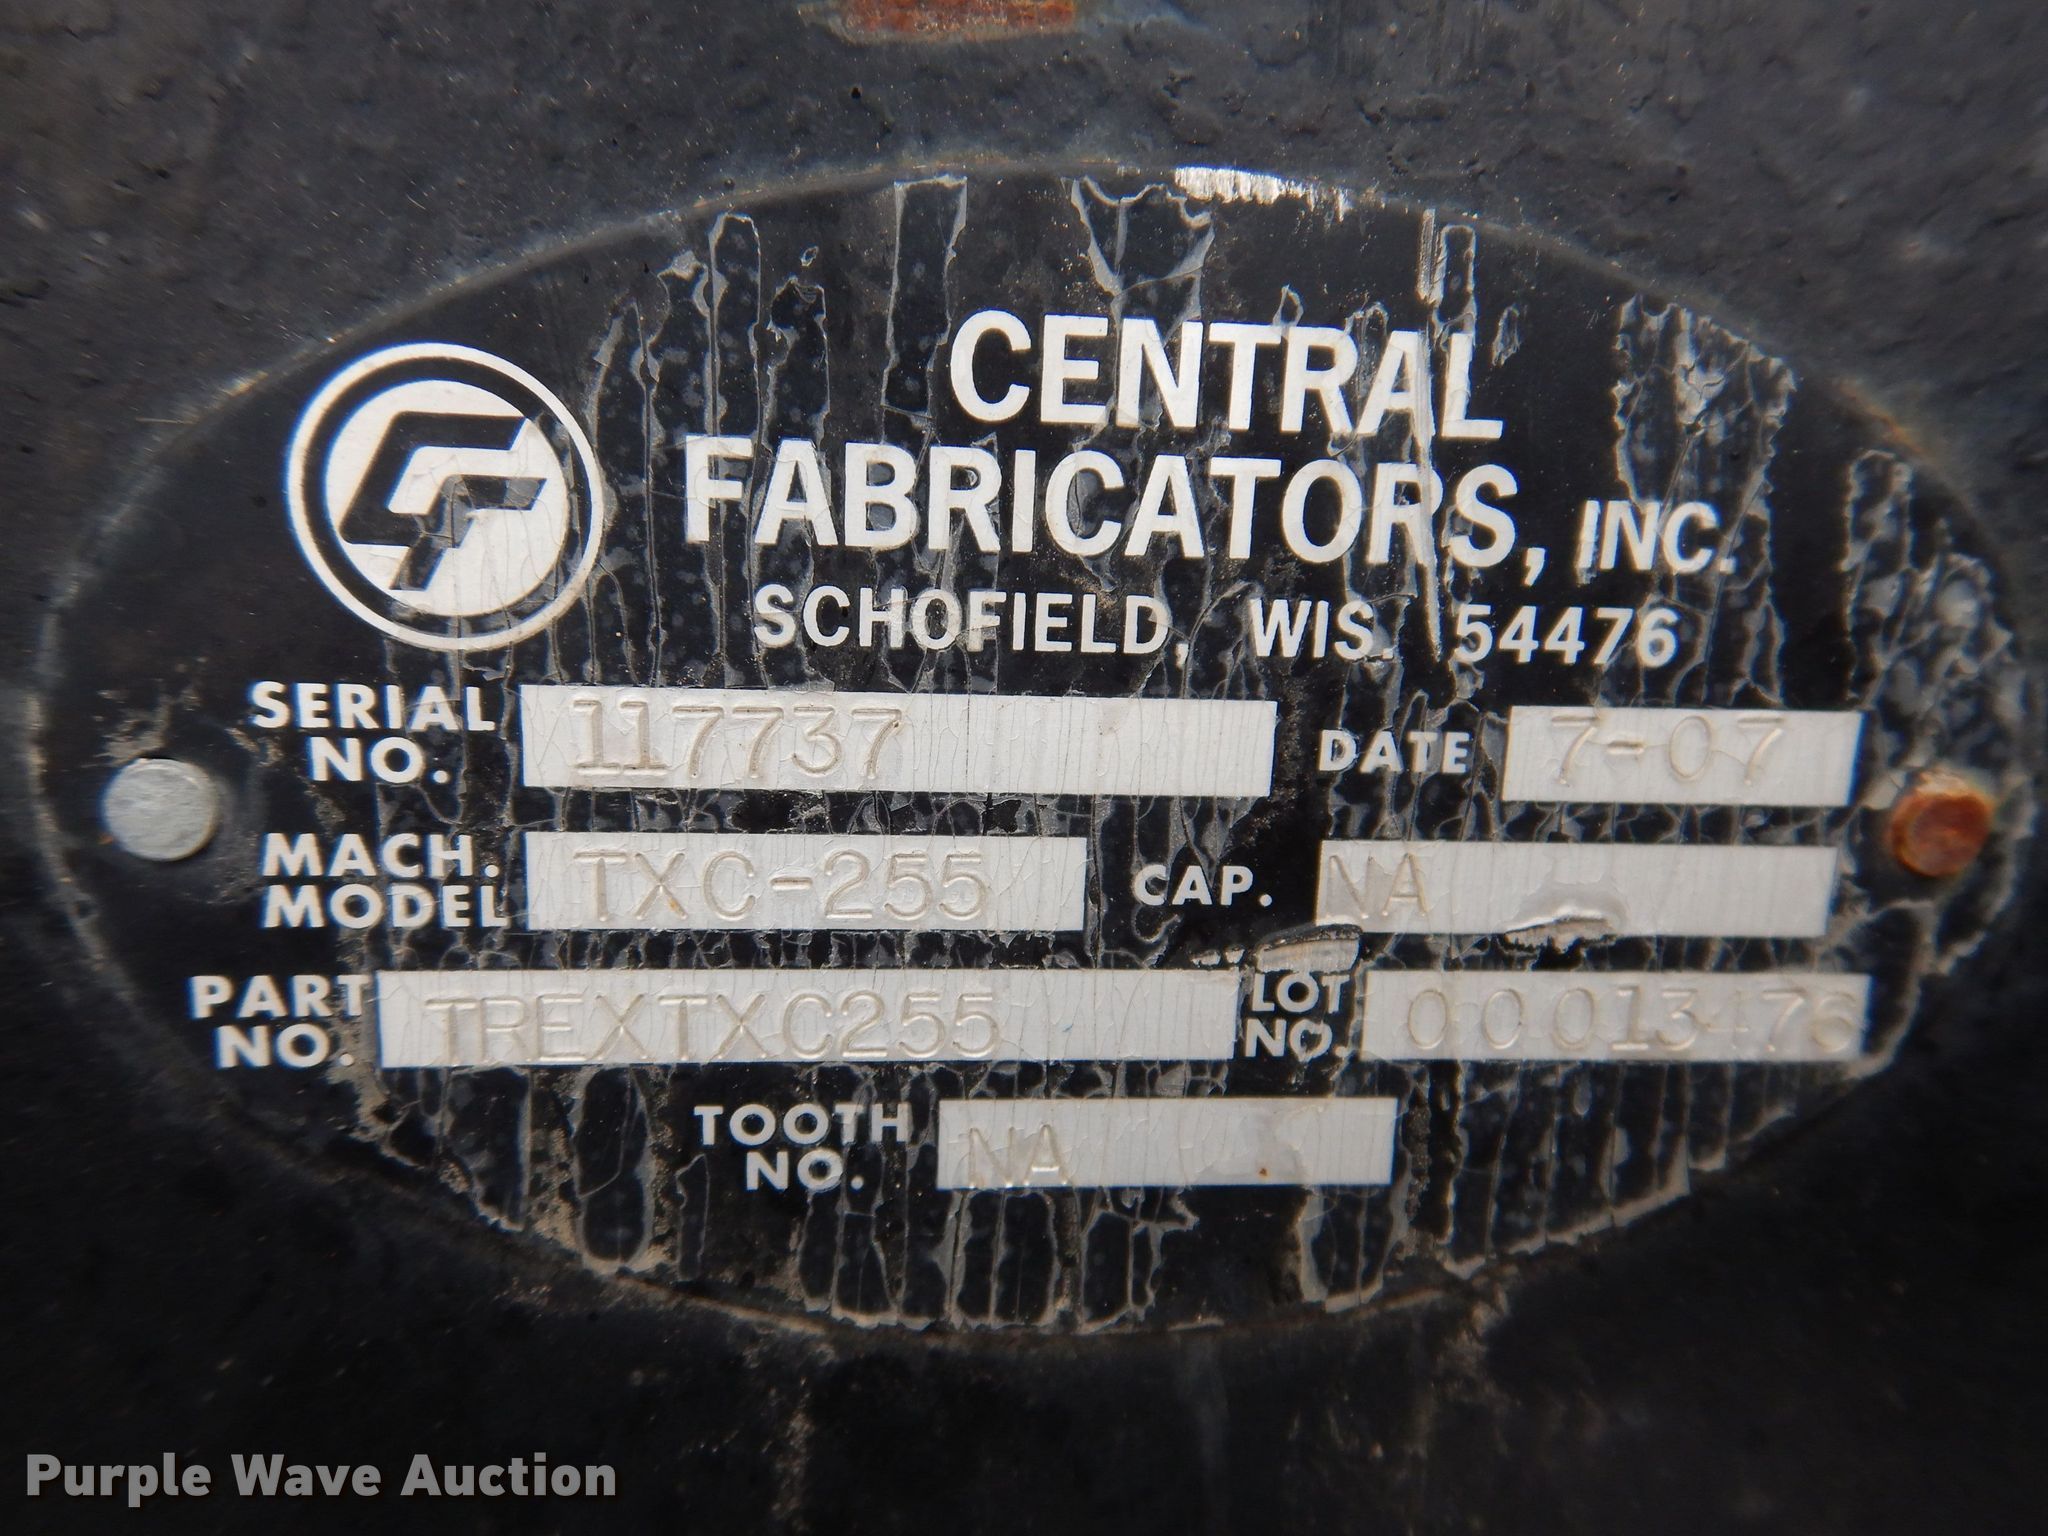 CF
CENTRAL
FABRICATORS, INC.
SCHOFIELD, WIS. 54476
SERIAL NO. 117737 DATE 7-07
MACH. MODEL TXC-255 CAP. NA
PART NO. TREXTXC255 LOT NO. 00013476
TOOTH NO. NA
Purple Wave Auction